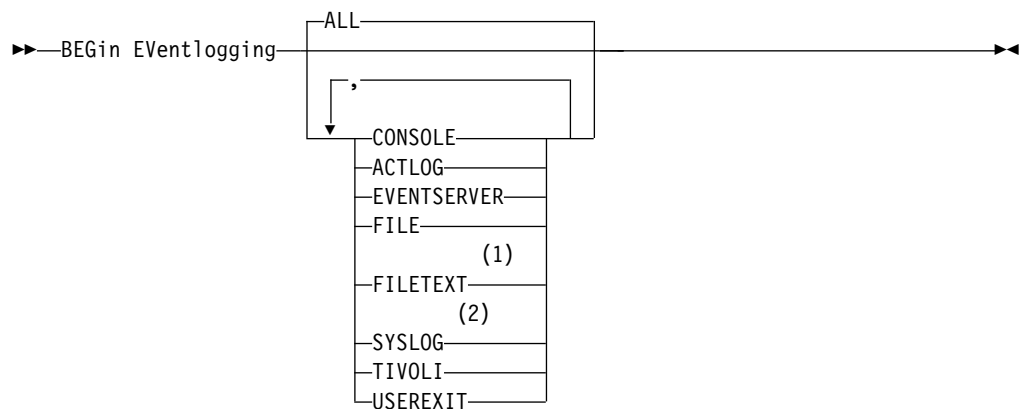 ALL
BEGin EVentlogging
,
CONSOLE
ACTLOG
EVENTSERVER
FILE
(1)
FILETEXT
(2)
SYSLOG
TIVOLI
USEREXIT